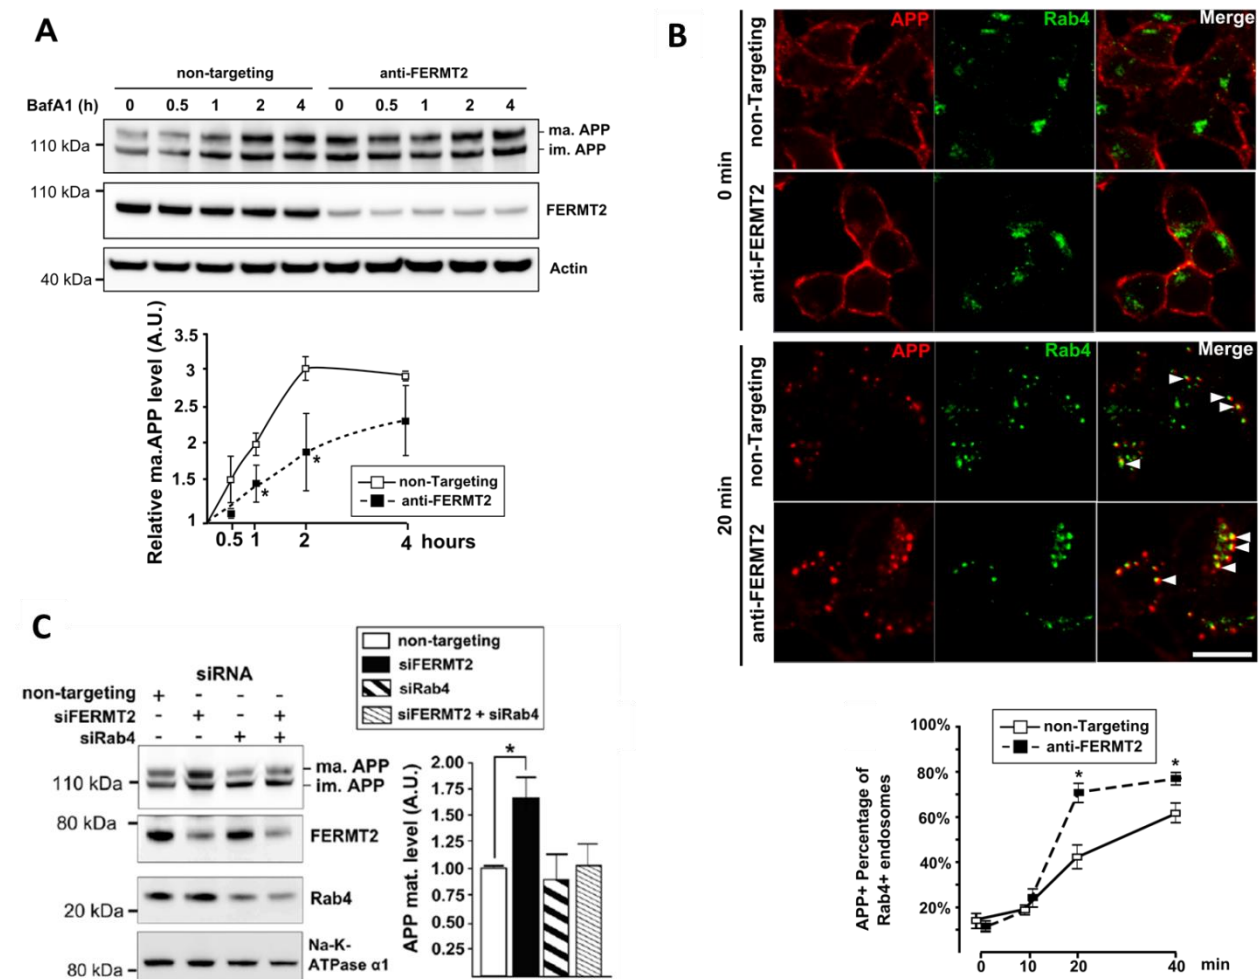 A
non-targeting anti-FERMT2
BafA1 (h) 0 0.5 1 2 4 0 0.5 1 2 4
ma. APP
110 kDa
im. APP
110 kDa
FERMT2
Actin
40 kDa
Relative ma.APP level (A.U.)
3.5
3
2.5
2
1.5
1
*
*
non-Targeting
anti-FERMT2
0.5 1 2 4 hours
B
0 min
non-Targeting
APP Rab4 Merge
anti-FERMT2
20 min
non-Targeting
APP Rab4 Merge
anti-FERMT2
non-Targeting
anti-FERMT2
APP+ Percentage of
Rab4+ endosomes
100%
80%
60%
40%
20%
*
*
0 10 20 40 min
C
siRNA
non-targeting + - - -
siFERMT2 - + - +
siRab4 - - + +
ma. APP
110 kDa
im. APP
80 kDa
FERMT2
Rab4
20 kDa
Na-K-
ATPase α1
80 kDa
non-targeting
siFERMT2
siRab4
siFERMT2 + siRab4
APP mat. level (A.U.)
2.00
1.75
1.50
1.25
1.00
0.75
0.50
0.25
*